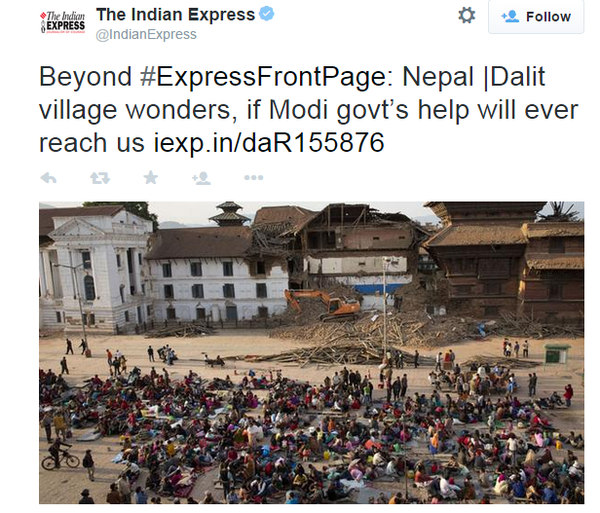 The Indian EXPRESS
The Indian Express
@IndianExpress
Follow
Beyond #ExpressFrontPage: Nepal |Dalit
village wonders, if Modi govt's help will ever
reach us iexp.in/daR155876